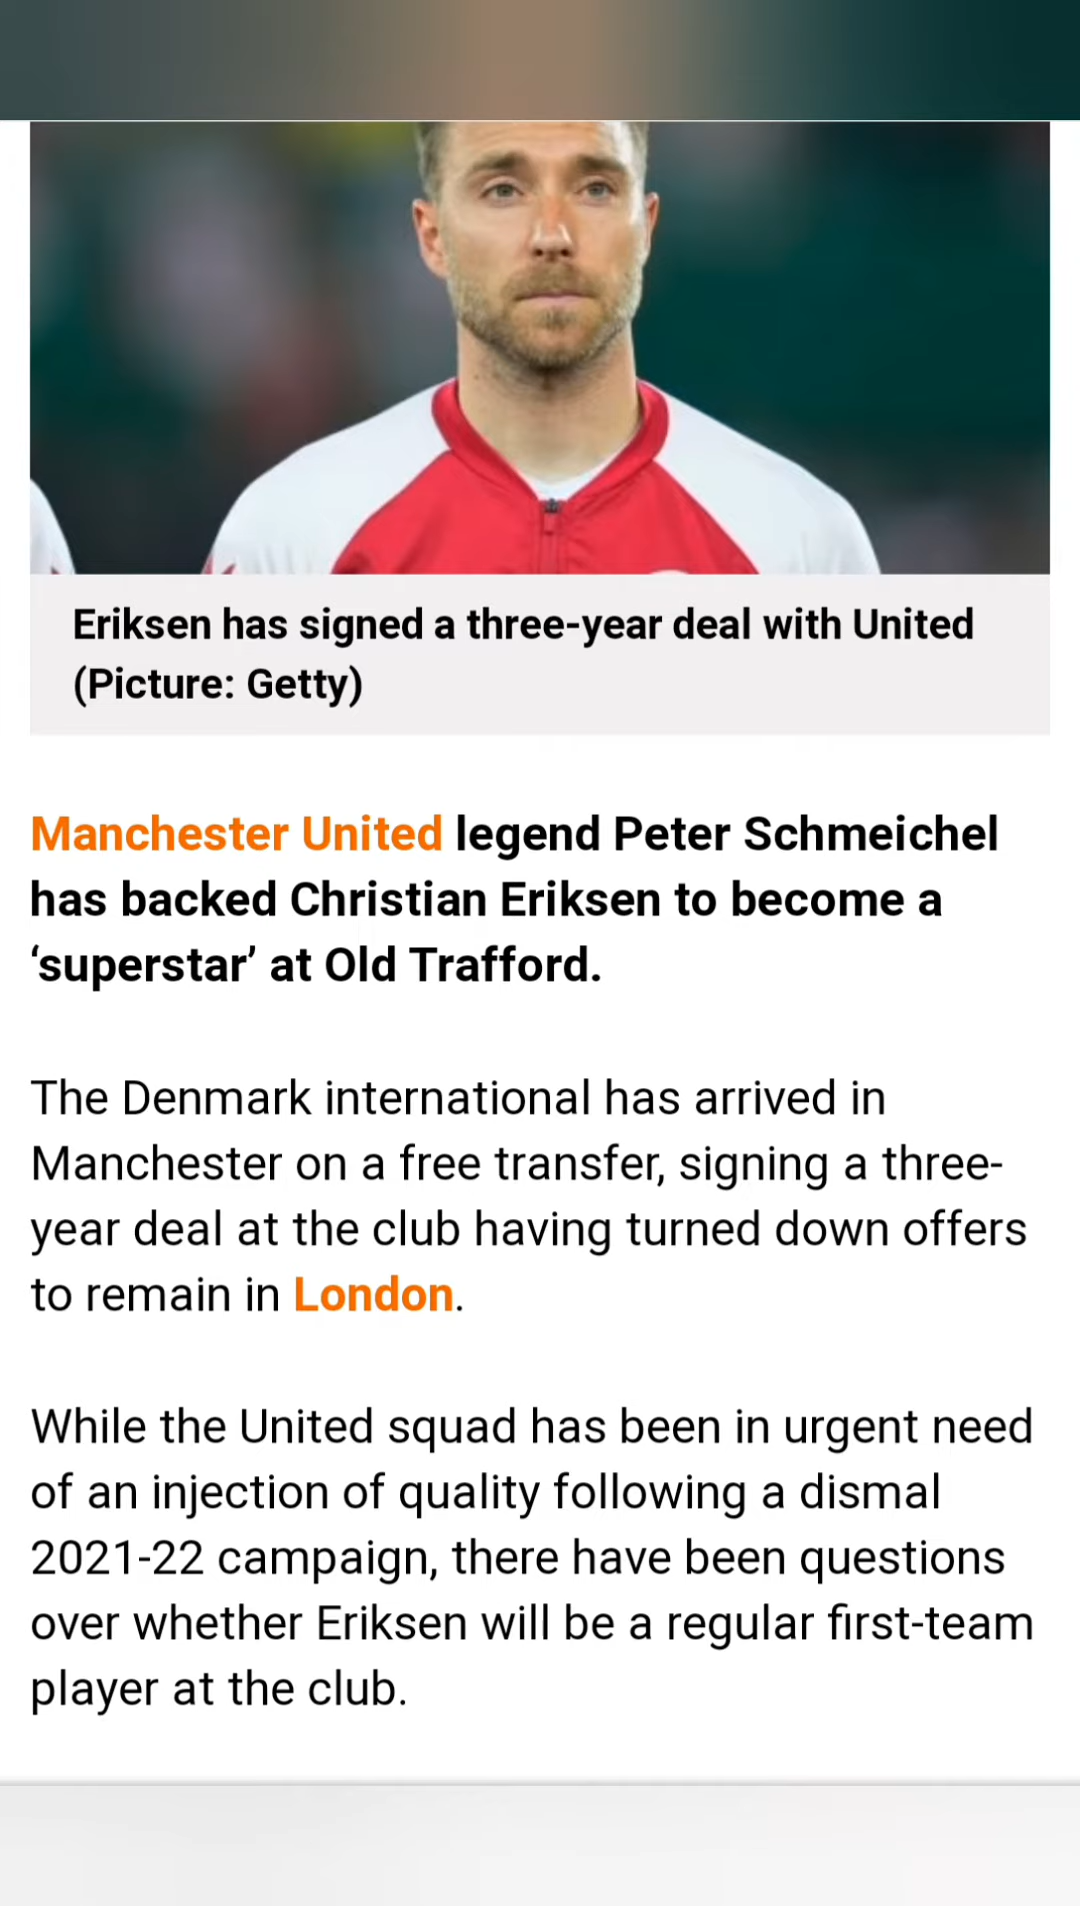 Eriksen has signed a three-year deal with United
(Picture: Getty)
Manchester United legend Peter Schmeichel
has backed Christian Eriksen to become a
‘superstar’ at Old Trafford.
The Denmark international has arrived in
Manchester on a free transfer, signing a three-
year deal at the club having turned down offers
to remain in London.
While the United squad has been in urgent need
of an injection of quality following a dismal
2021-22 campaign, there have been questions
over whether Eriksen will be a regular first-team
player at the club.